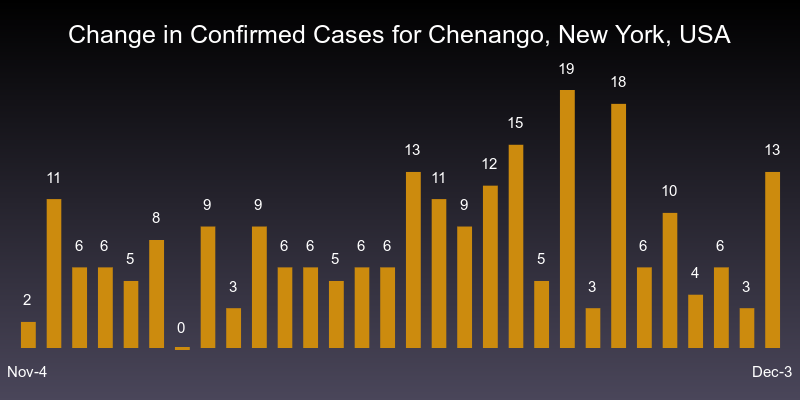 Change in Confirmed Cases for Chenango, New York, USA
2 11 6 6 5 8 0 9 3 9 6 6 5 6 6 13 11 9 12 15 5 19 3 18 6 10 4 6 3 13
Nov-4 Dec-3